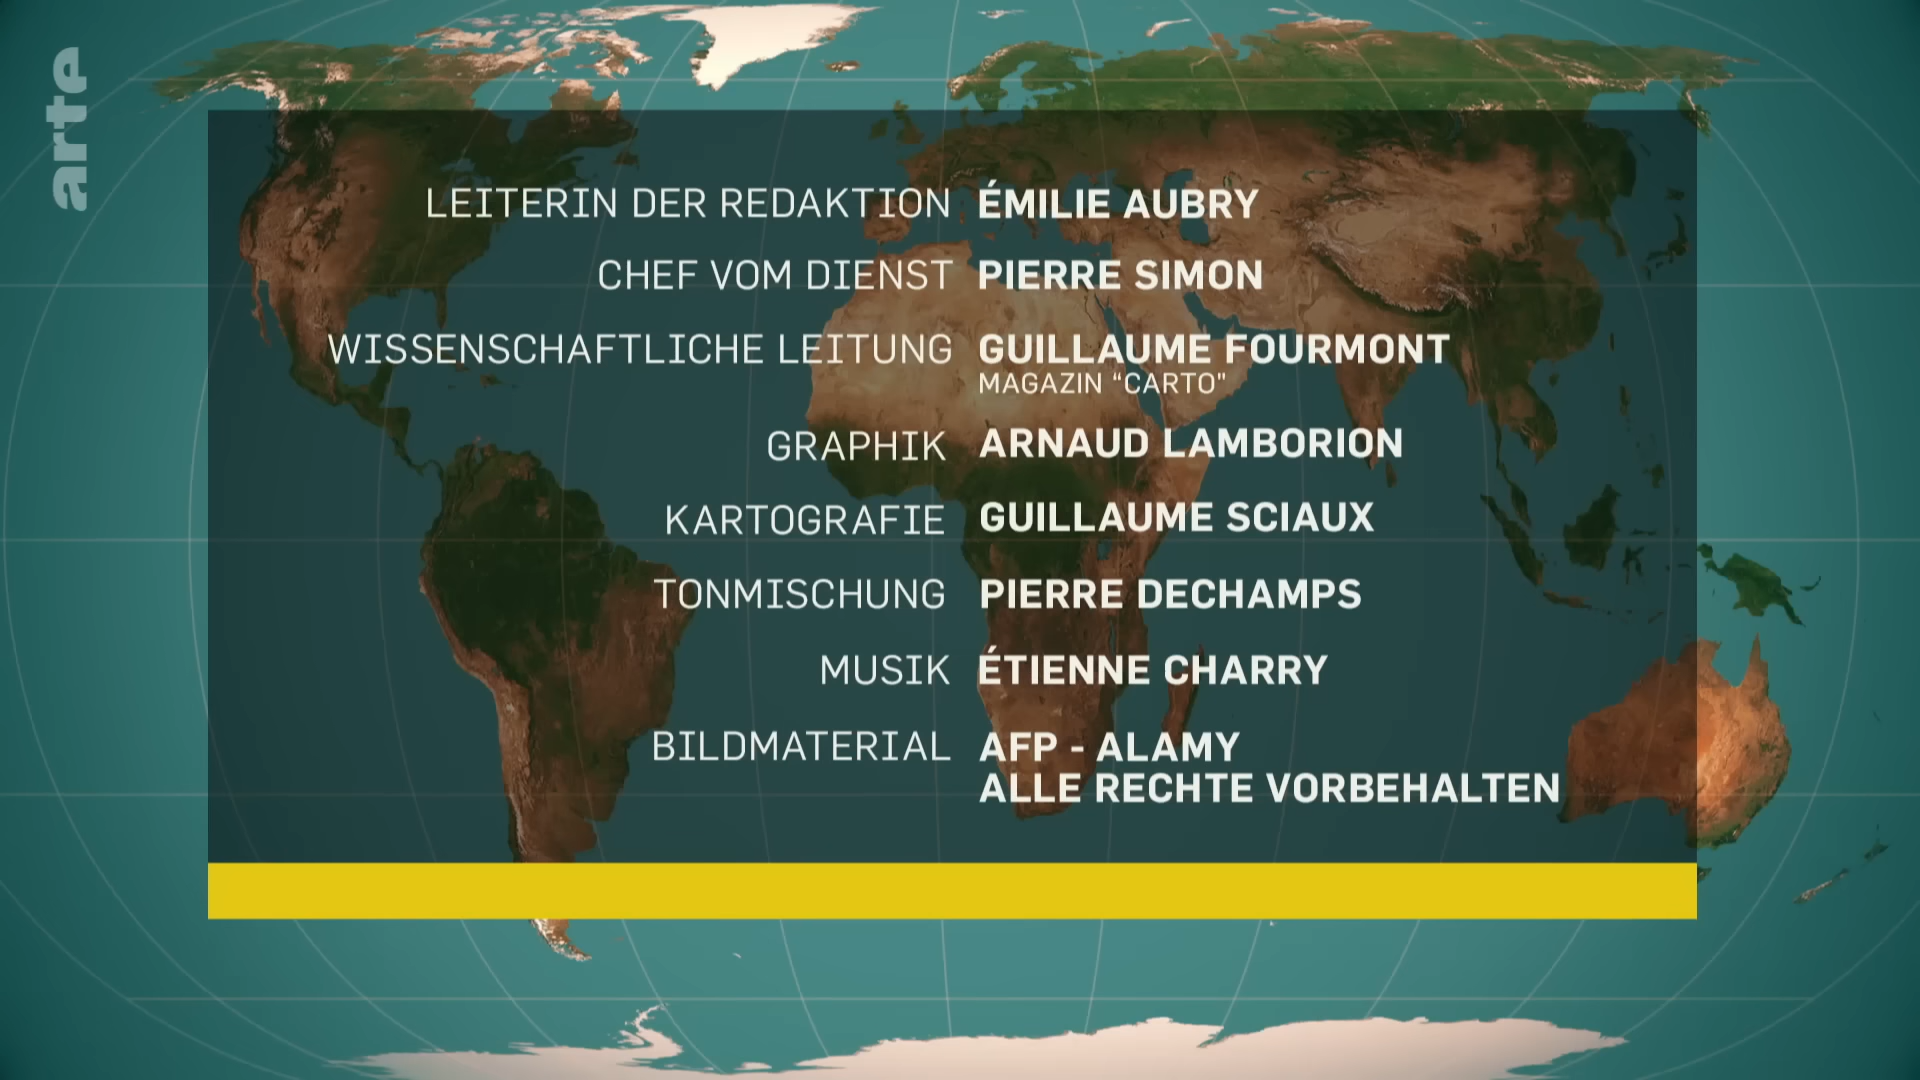 arte
LEITERIN DER REDAKTION ÉMILIE AUBRY
CHEF VOM DIENST PIERRE SIMON
WISSENSCHAFTLICHE LEITUNG GUILLAUME FOURMONT
MAGAZIN “CARTO"
GRAPHIK ARNAUD LAMBORION
KARTOGRAFIE GUILLAUME SCIAUX
TONMISCHUNG PIERRE DECHAMPS
MUSIK ÉTIENNE CHARRY
BILDMATERIAL AFP - ALAMY
ALLE RECHTE VORBEHALTEN